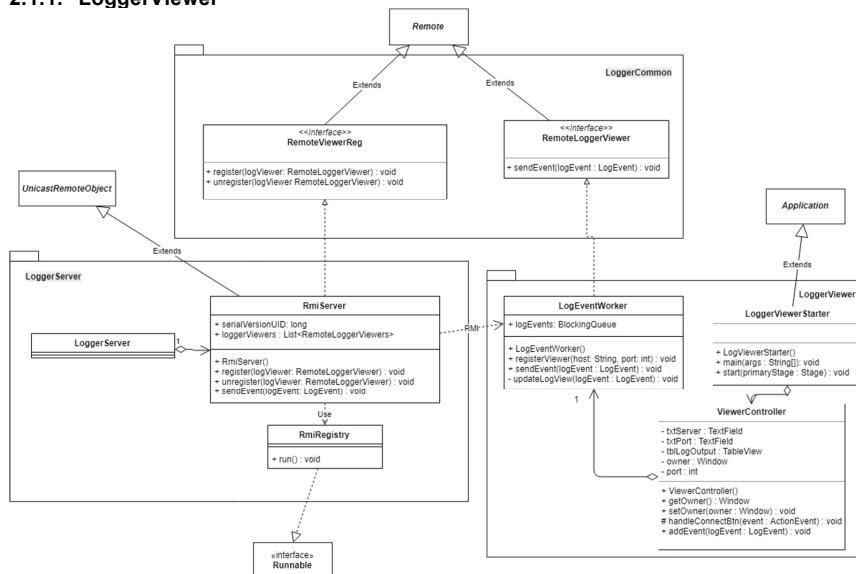 2.1.1. LoggerViewer
Remote
LoggerCommon
Extends
Extends
<<Interface>>
RemoteViewerReg
+ register(logViewer: RemoteLoggerViewer) : void
+ unregister(logViewer RemoteLoggerViewer) : void
<<Interface>>
RemoteLoggerViewer
+ sendEvent(logEvent : LogEvent) : void
UnicastRemoteObject
Application
Extends
Extends
LoggerServer
LoggerViewer
LoggerServer
1
RmiServer
+ serialVersionUID: long
+ loggerViewers : List<RemoteLoggerViewers>
+ RmiServer()
+ register(logViewer: RemoteLoggerViewer) : void
+ unregister(logViewer: RemoteLoggerViewer) : void
+ sendEvent(logEvent: LogEvent) : void
RMI
LogEventWorker
+ logEvents: BlockingQueue
+ LogEventWorker()
+ registerViewer(host: String, port: int) : void
+ sendEvent(logEvent : LogEvent) : void
- updateLogView(logEvent : LogEvent) : void
LoggerViewerStarter
+ LogViewerStarter()
+ main(args : String[]): void
+ start(primaryStage : Stage) : void
Use
1
RmiRegistry
+ run() : void
ViewerController
- txtServer : TextField
- txtPort : TextField
- tblLogOutput : TableView
- owner : Window
- port : int
+ ViewerController()
+ getOwner() : Window
+ setOwner(owner : Window) : void
# handleConnectBtn(event : ActionEvent) : void
+ addEvent(logEvent : LogEvent) : void
«interface»
Runnable